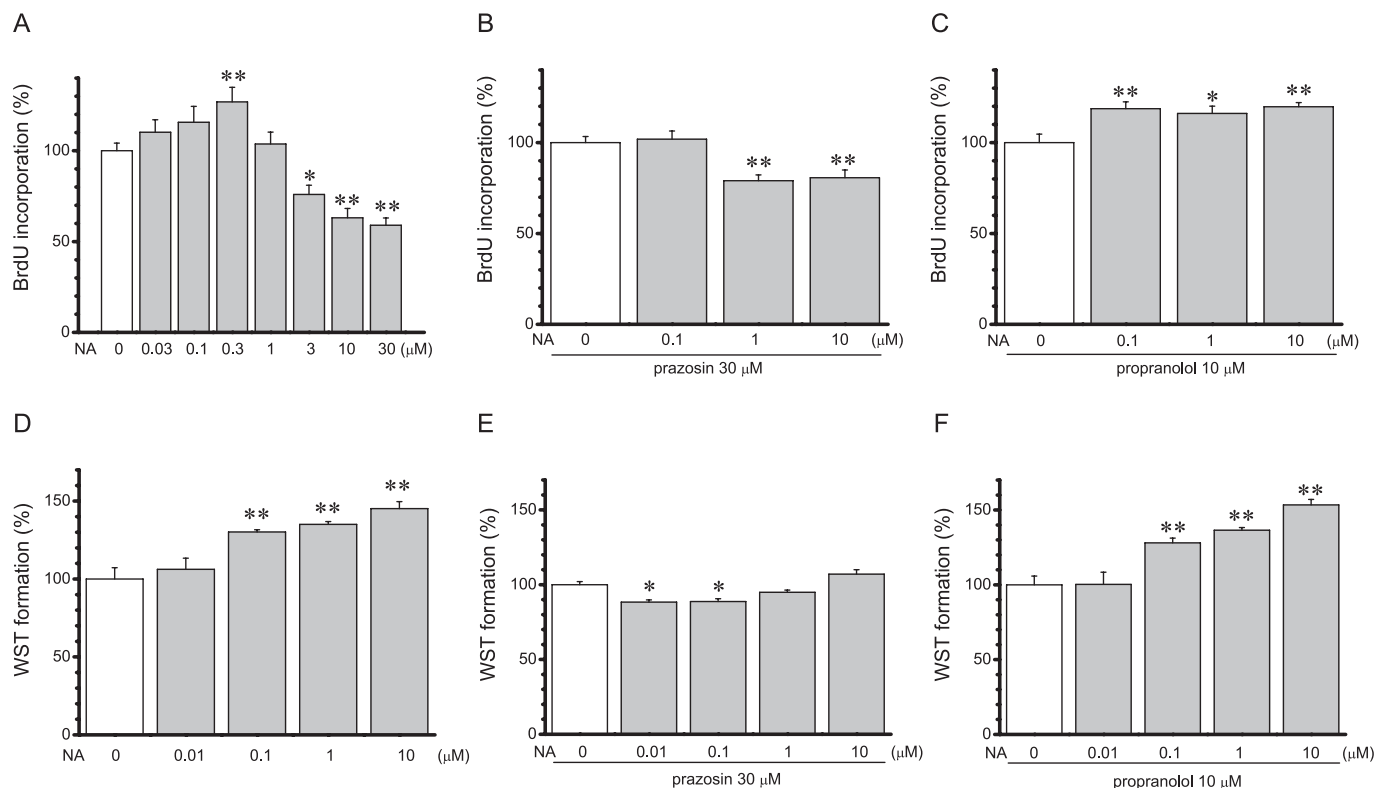 A
BrdU incorporation (%)
100
50
0
**
*
**
**
NA 0 0.03 0.1 0.3 1 3 10 30 (μM)
B
BrdU incorporation (%)
100
50
0
**
**
NA 0 0.1 1 10 (μM)
prazosin 30 μM
C
BrdU incorporation (%)
100
50
0
**
*
**
NA 0 0.1 1 10 (μM)
propranolol 10 μM
D
WST formation (%)
150
100
50
0
**
**
**
NA 0 0.01 0.1 1 10 (μM)
E
WST formation (%)
150
100
50
0
*
*
NA 0 0.01 0.1 1 10 (μM)
prazosin 30 μM
F
WST formation (%)
150
100
50
0
**
**
**
NA 0 0.01 0.1 1 10 (μM)
propranolol 10 μM